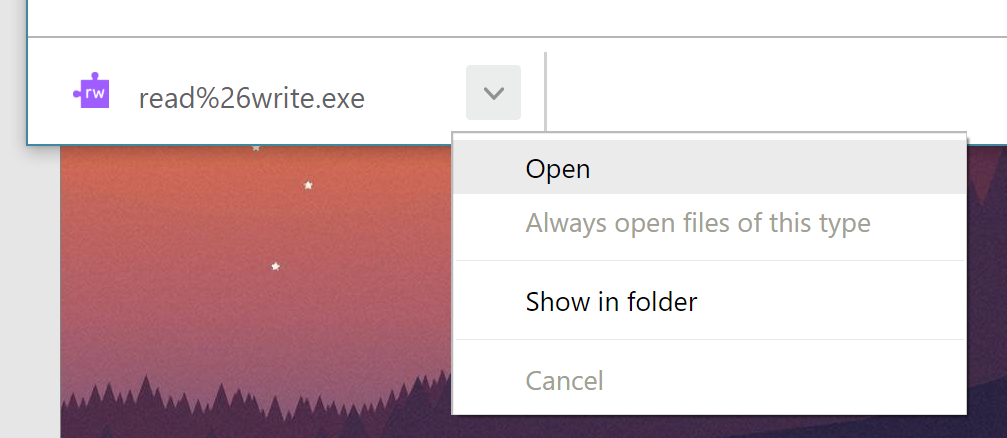 rw
read%26write.exe
Open
Always open files of this type
Show in folder
Cancel